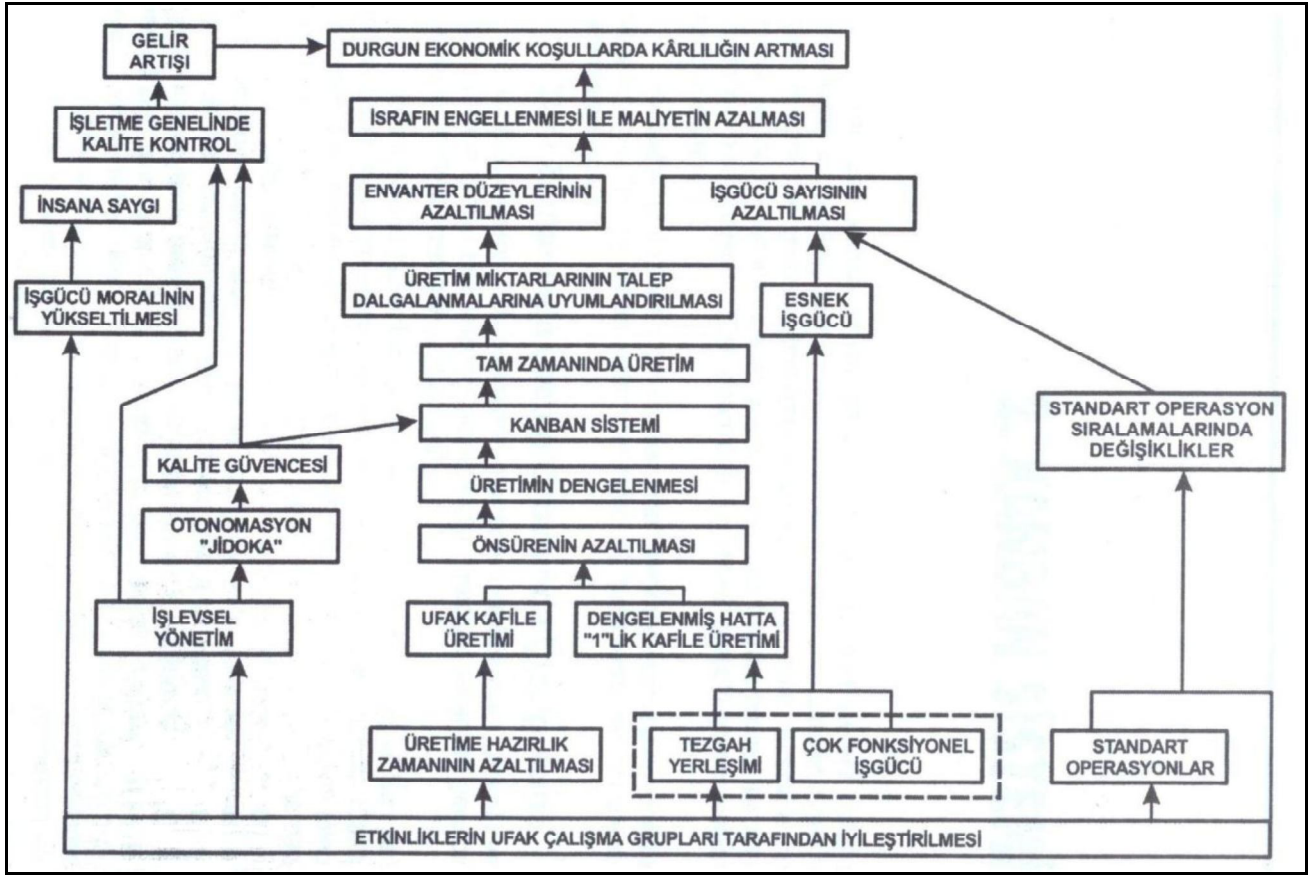 GELİR
ARTIŞI
DURGUN EKONOMİK KOŞULLARDA KÂRLILIĞIN ARTMASI
İŞLETME GENELİNDE
KALİTE KONTROL
İSRAFIN ENGELLENMESİ İLE MALİYETİN AZALMASI
İNSANA SAYGI
ENVANTER DÜZEYLERİNİN
AZALTILMASI
İŞGÜCÜ SAYISININ
AZALTILMASI
İŞGÜCÜ MORALİNİN
YÜKSELTİLMESİ
ÜRETİM MİKTARLARININ TALEP
DALGALANMALARINA UYUMLANDIRILMASI
ESNEK
İŞGÜCÜ
TAM ZAMANINDA ÜRETİM
KANBAN SİSTEMİ
STANDART OPERASYON
SIRALAMALARINDA
DEĞİŞİKLİKLER
KALİTE GÜVENCESİ
ÜRETİMİN DENGELENMESİ
OTONOMASYON
"JİDOKA"
ÖNSÜRENİN AZALTILMASI
İŞLEVSEL
YÖNETİM
UFAK KAFİLE
ÜRETİMİ
DENGELENMİŞ HATTA
"1"LİK KAFİLE ÜRETİMİ
ÜRETİME HAZIRLIK
ZAMANININ AZALTILMASI
TEZGAH
YERLEŞİMİ
ÇOK FONKSİYONEL
İŞGÜCÜ
STANDART
OPERASYONLAR
ETKİNLİKLERİN UFAK ÇALIŞMA GRUPLARI TARAFINDAN İYİLEŞTİRİLMESİ